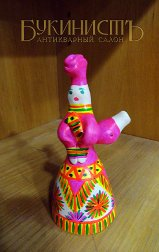 БУКИНИСТЪ
АНТИКВАРНЫЙ САЛОН